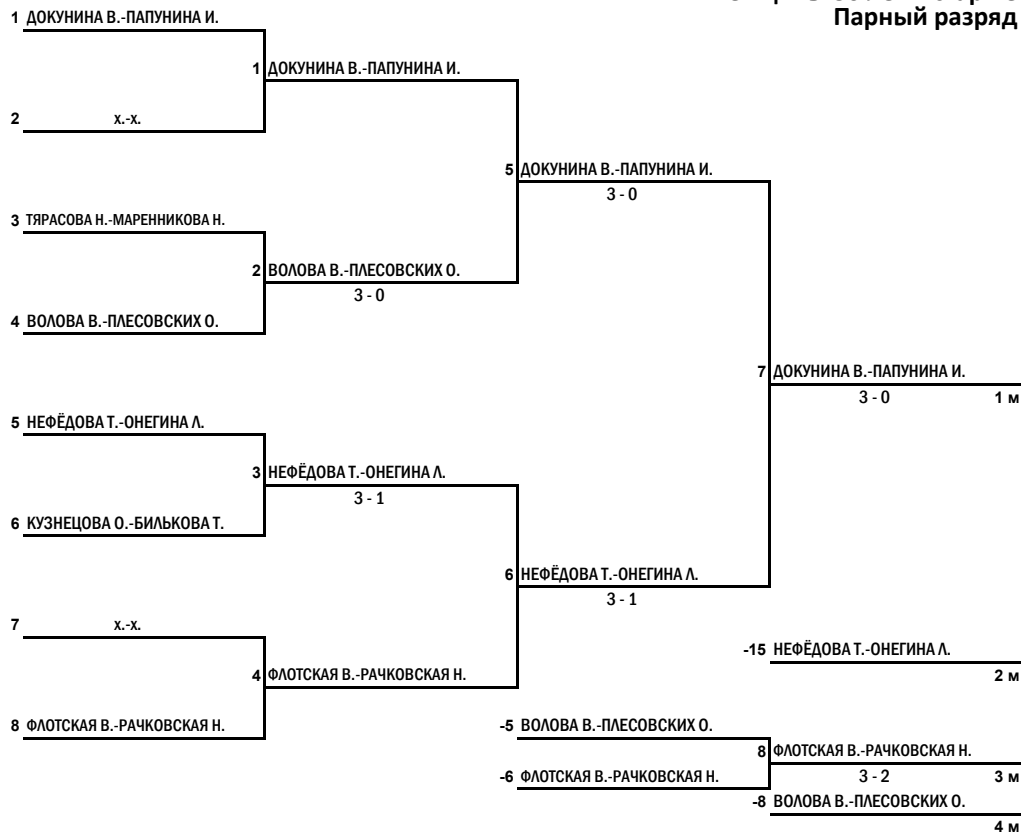 Парный разряд
1 ДОКУНИНА В.-ПАПУНИНА И.
1 ДОКУНИНА В.-ПАПУНИНА И.
2 х.-х.
5 ДОКУНИНА В.-ПАПУНИНА И.
3 - 0
3 ТЯРАСОВА Н.-МАРЕННИКОВА Н.
2 ВОЛОВА В.-ПЛЕСОВСКИХ О.
3 - 0
4 ВОЛОВА В.-ПЛЕСОВСКИХ О.
7 ДОКУНИНА В.-ПАПУНИНА И.
3 - 0 1 м
5 НЕФЁДОВА Т.-ОНЕГИНА Л.
3 НЕФЁДОВА Т.-ОНЕГИНА Л.
3 - 1
6 КУЗНЕЦОВА О.-БИЛЬКОВА Т.
6 НЕФЁДОВА Т.-ОНЕГИНА Л.
3 - 1
7 х.-х.
-15 НЕФЁДОВА Т.-ОНЕГИНА Л.
2 м
4 ФЛОТСКАЯ В.-РАЧКОВСКАЯ Н.
8 ФЛОТСКАЯ В.-РАЧКОВСКАЯ Н.
-5 ВОЛОВА В.-ПЛЕСОВСКИХ О.
8 ФЛОТСКАЯ В.-РАЧКОВСКАЯ Н.
3 - 2 3 м
-6 ФЛОТСКАЯ В.-РАЧКОВСКАЯ Н.
-8 ВОЛОВА В.-ПЛЕСОВСКИХ О.
4 м